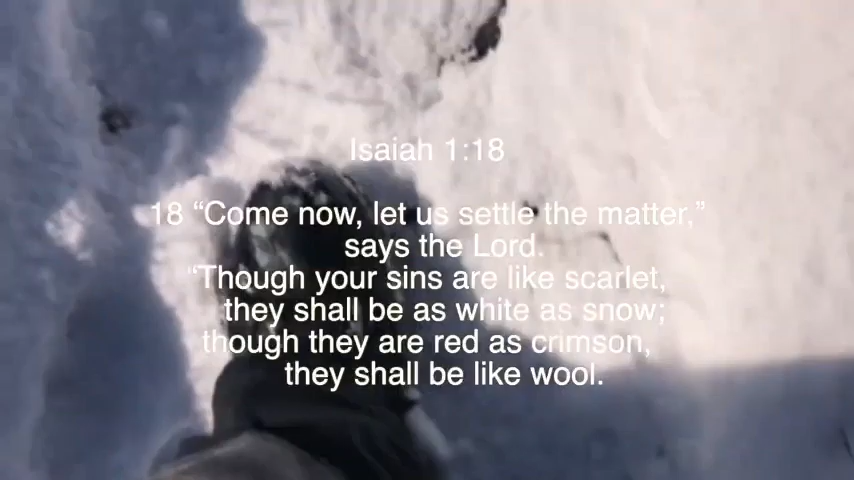 Isaiah 1:18
18 “Come now, let us settle the matter,”
says the Lord.
“Though your sins are like scarlet,
they shall be as white as snow;
though they are red as crimson,
they shall be like wool.